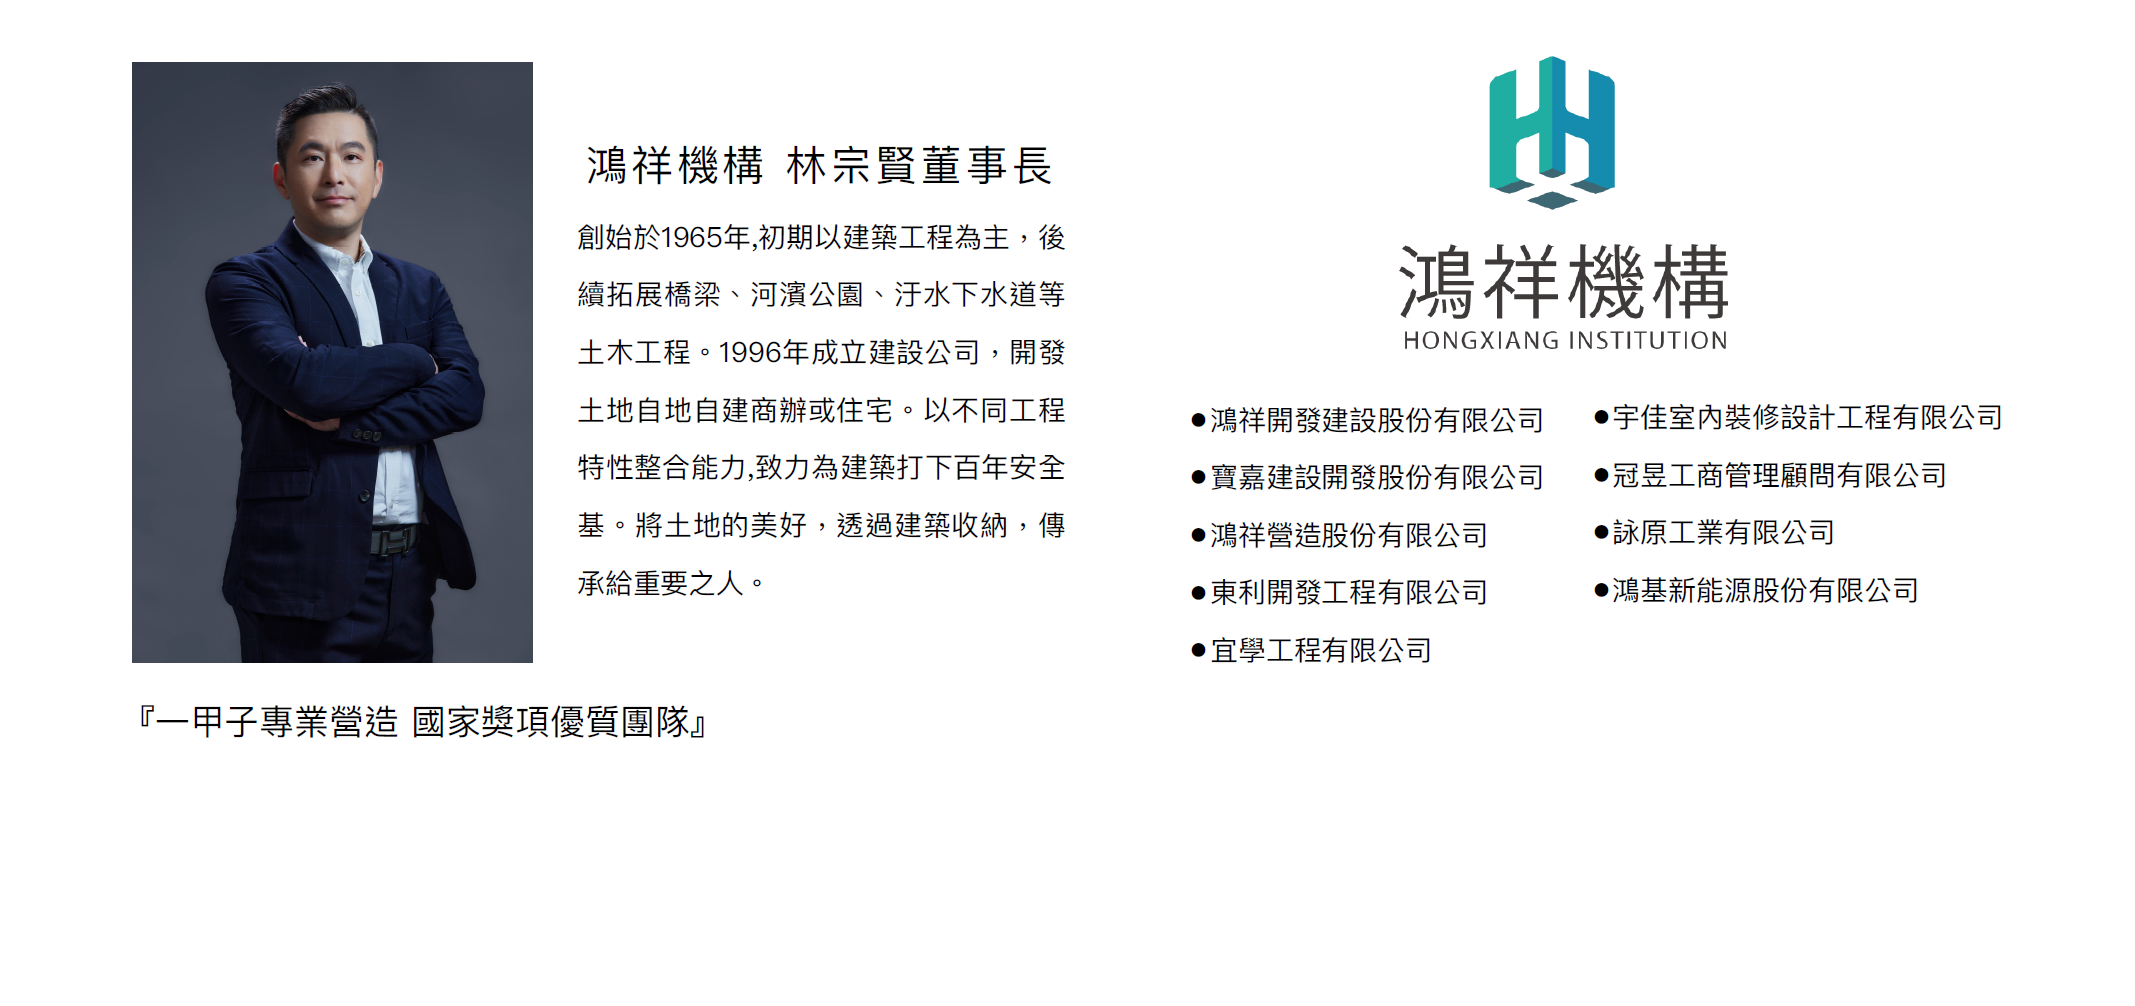 鴻祥機構 林宗賢董事長
創始於1965年,初期以建築工程為主，後
續拓展橋梁、河濱公園、汙水下水道等
土木工程。1996年成立建設公司，開發
土地自地自建商辦或住宅。以不同工程
特性整合能力,致力為建築打下百年安全
基。將土地的美好，透過建築收納，傳
承給重要之人。
『一甲子專業營造 國家獎項優質團隊』
鴻祥機構
HONGXIANG INSTITUTION
●鴻祥開發建設股份有限公司
●寶嘉建設開發股份有限公司
●鴻祥營造股份有限公司
●東利開發工程有限公司
●宜學工程有限公司
●宇佳室內裝修設計工程有限公司
●冠昱工商管理顧問有限公司
●詠原工業有限公司
●鴻基新能源股份有限公司